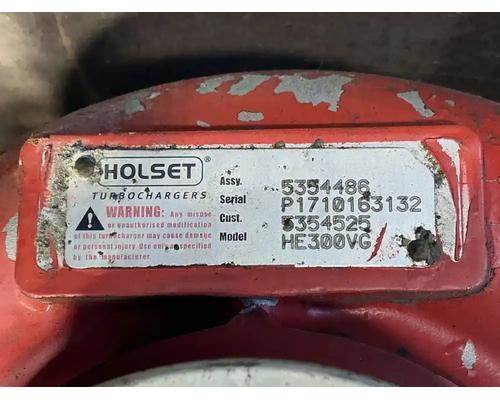 HOLSET®
TURBOCHARGERS
WARNING: Any misuse
or unauthorised modification
of this turbocharger may cause damage
or personal injury. Use only as specified
by the manufacturer.
Assy. 5354486
Serial P1710163132
Cust. 5354525
Model HE300VG